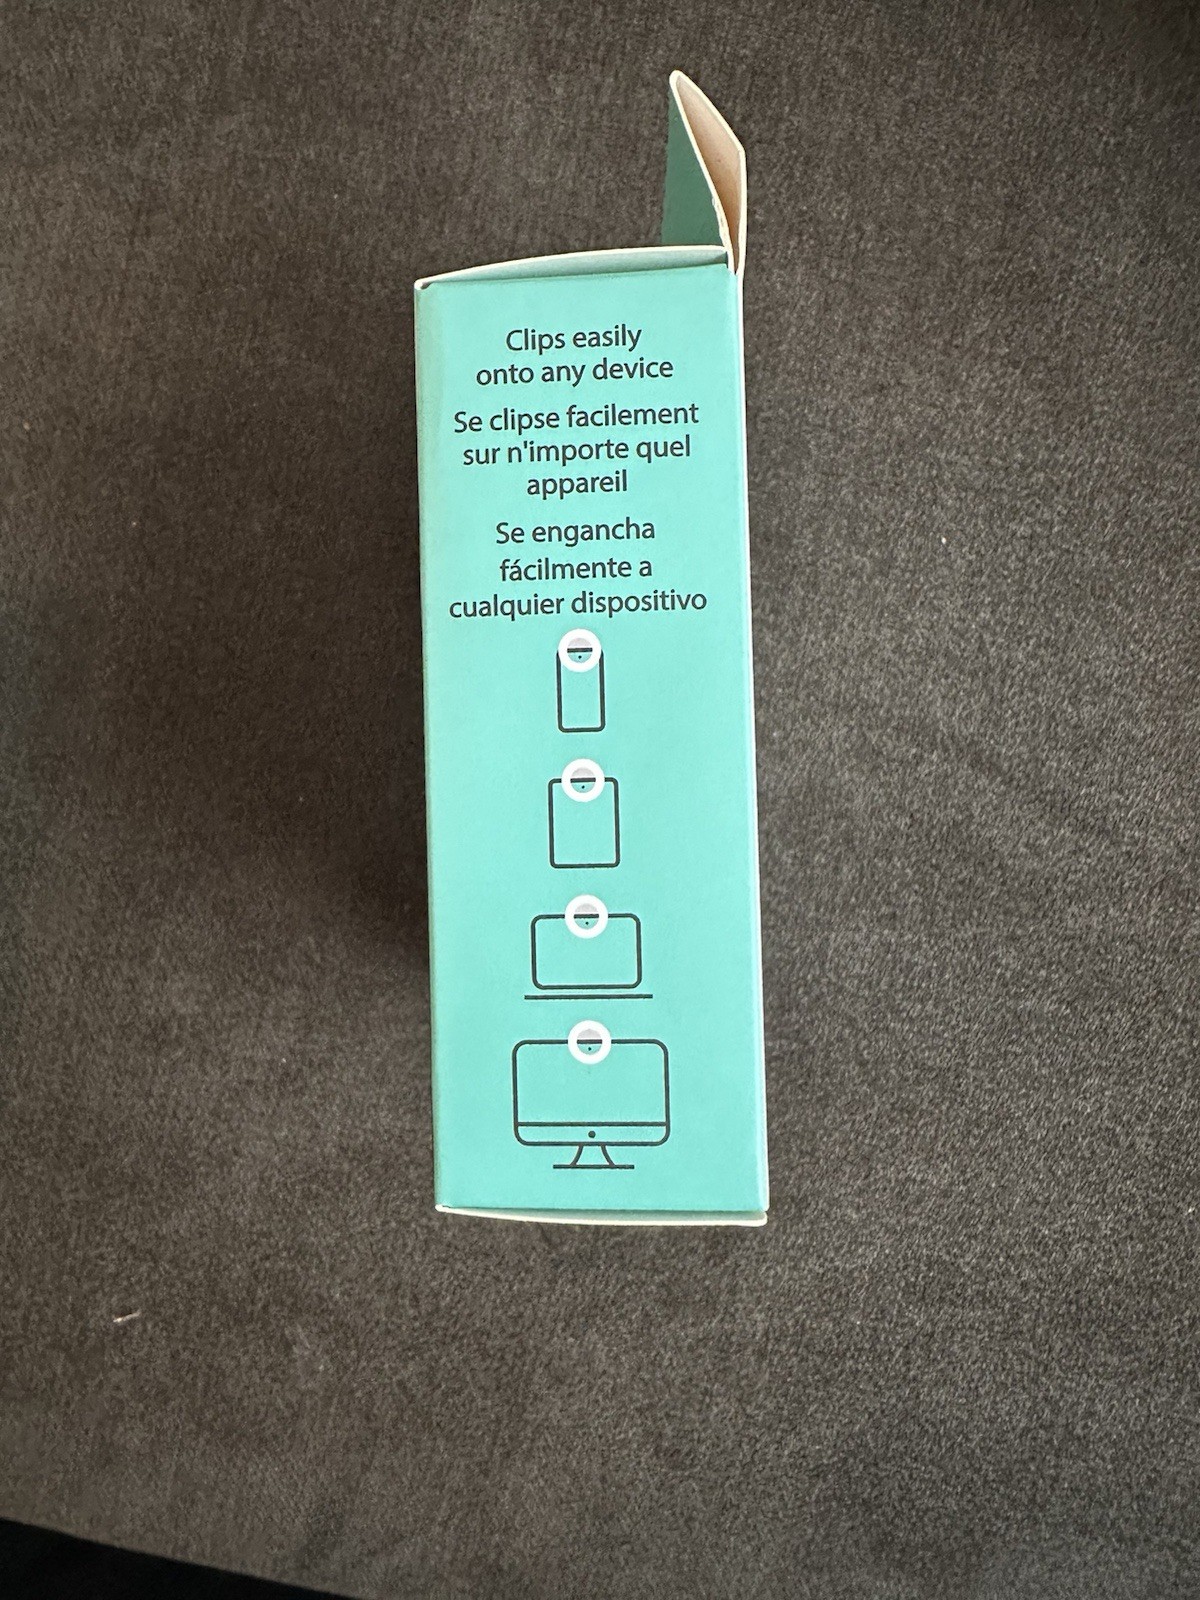 Clips easily
onto any device
Se clipse facilement
sur n'importe quel
appareil
Se engancha
fácilmente a
cualquier dispositivo